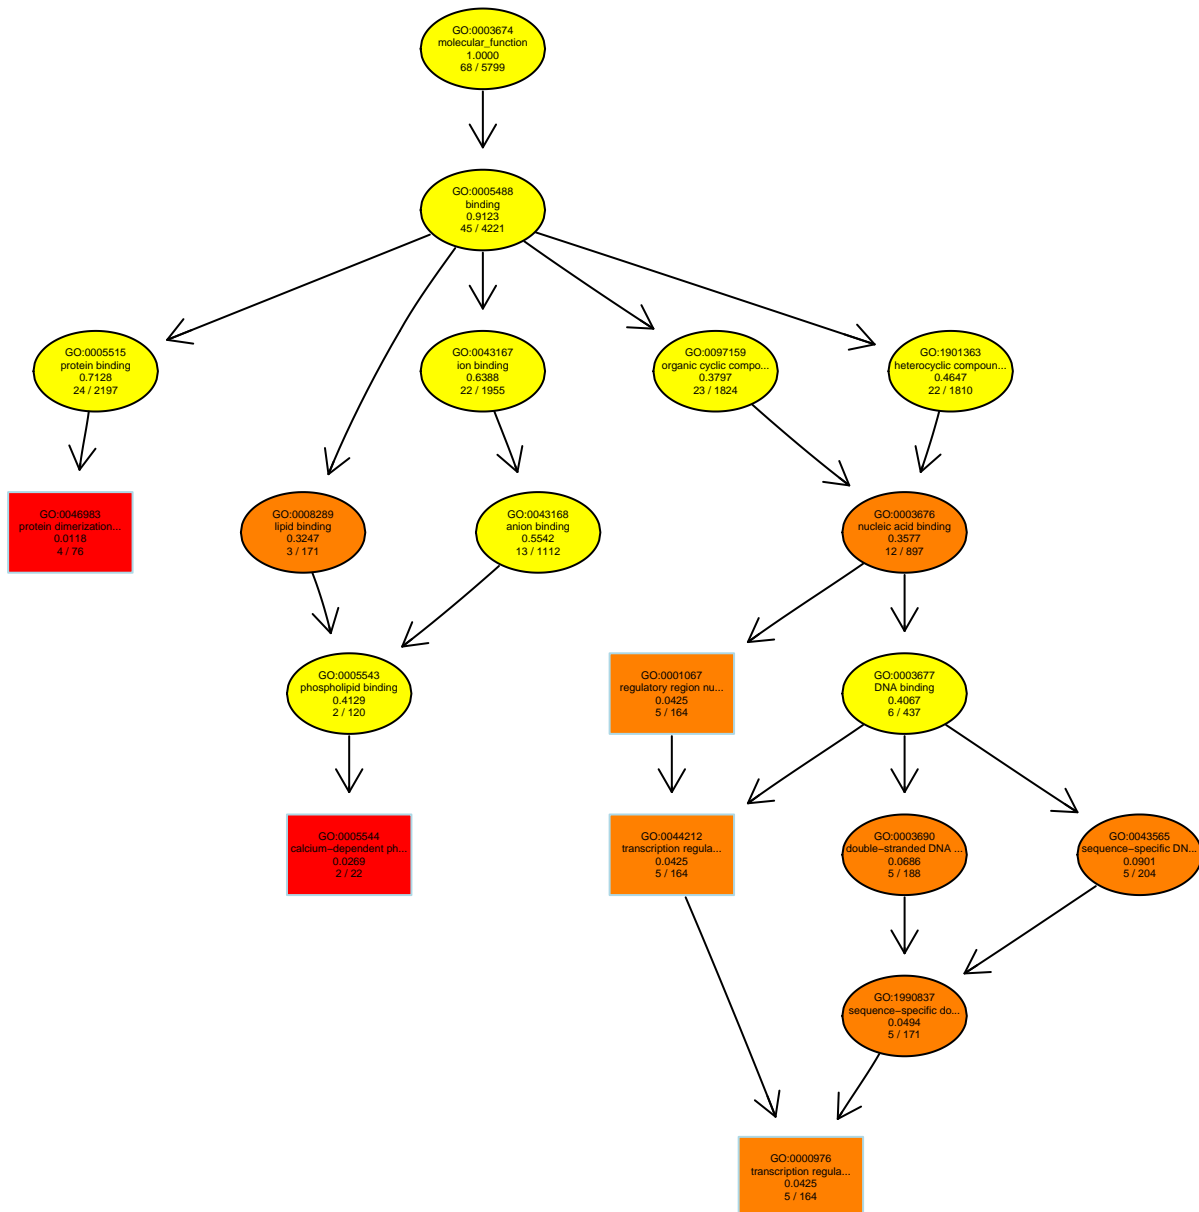 GO:0003674
molecular_function
1.0000
68 / 5799
GO:0005488
binding
0.9123
45 / 4221
GO:0005515
protein binding
0.7128
24 / 2197
GO:0043167
ion binding
0.6388
22 / 1955
GO:0097159
organic cyclic compo...
0.3797
23 / 1824
GO:1901363
heterocyclic compoun...
0.4647
22 / 1810
GO:0046983
protein dimerization...
0.0118
4 / 76
GO:0008289
lipid binding
0.3247
3 / 171
GO:0043168
anion binding
0.5542
13 / 1112
GO:0003676
nucleic acid binding
0.3577
12 / 897
GO:0005543
phospholipid binding
0.4129
2 / 120
GO:0001067
regulatory region nu...
0.0425
5 / 164
GO:0003677
DNA binding
0.4067
6 / 437
GO:0005544
calcium−dependent ph...
0.0269
2 / 22
GO:0044212
transcription regula...
0.0425
5 / 164
GO:0003690
double−stranded DNA ...
0.0686
5 / 188
GO:0043565
sequence−specific DN...
0.0901
5 / 204
GO:1990837
sequence−specific do...
0.0494
5 / 171
GO:0000976
transcription regula...
0.0425
5 / 164